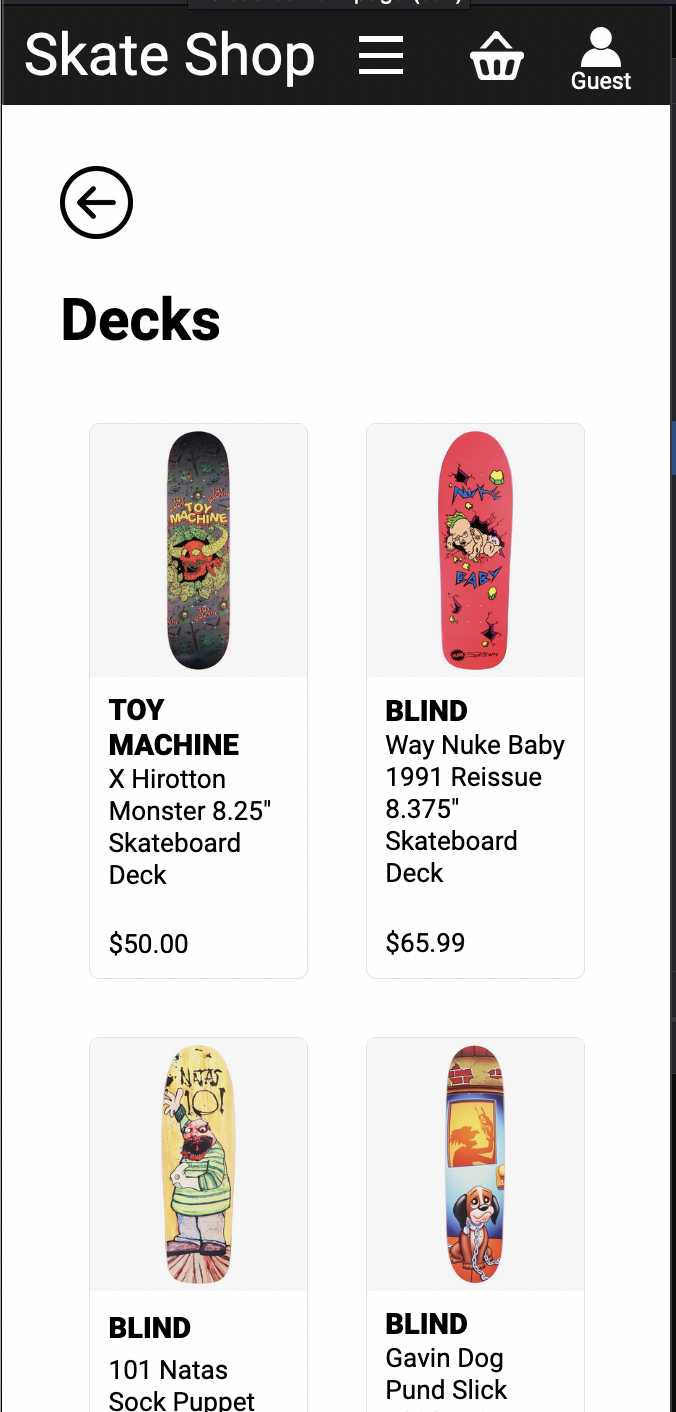 Skate Shop
Guest
Decks
TOY
MACHINE
NUKE
BABY
NATAS
101
TOY
MACHINE
X Hirotton
Monster 8.25"
Skateboard
Deck
$50.00
BLIND
Way Nuke Baby
1991 Reissue
8.375"
Skateboard
Deck
$65.99
BLIND
101 Natas
Sock Puppet
BLIND
Gavin Dog
Pund Slick